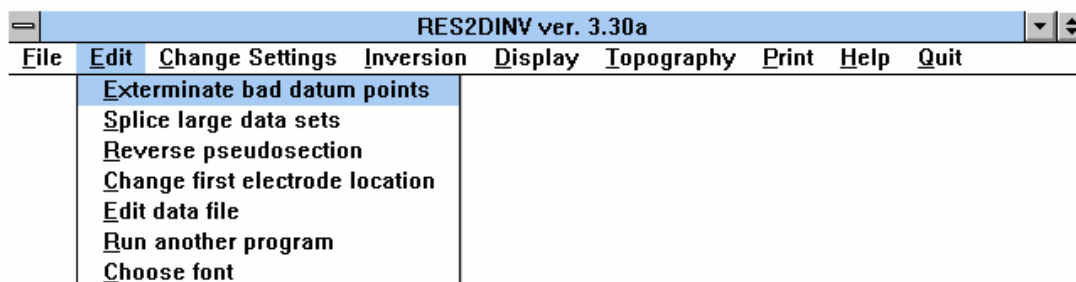 RES2DINV ver. 3.30a
File Edit Change Settings Inversion Display Topography Print Help Quit
Exterminate bad datum points
Splice large data sets
Reverse pseudosection
Change first electrode location
Edit data file
Run another program
Choose font